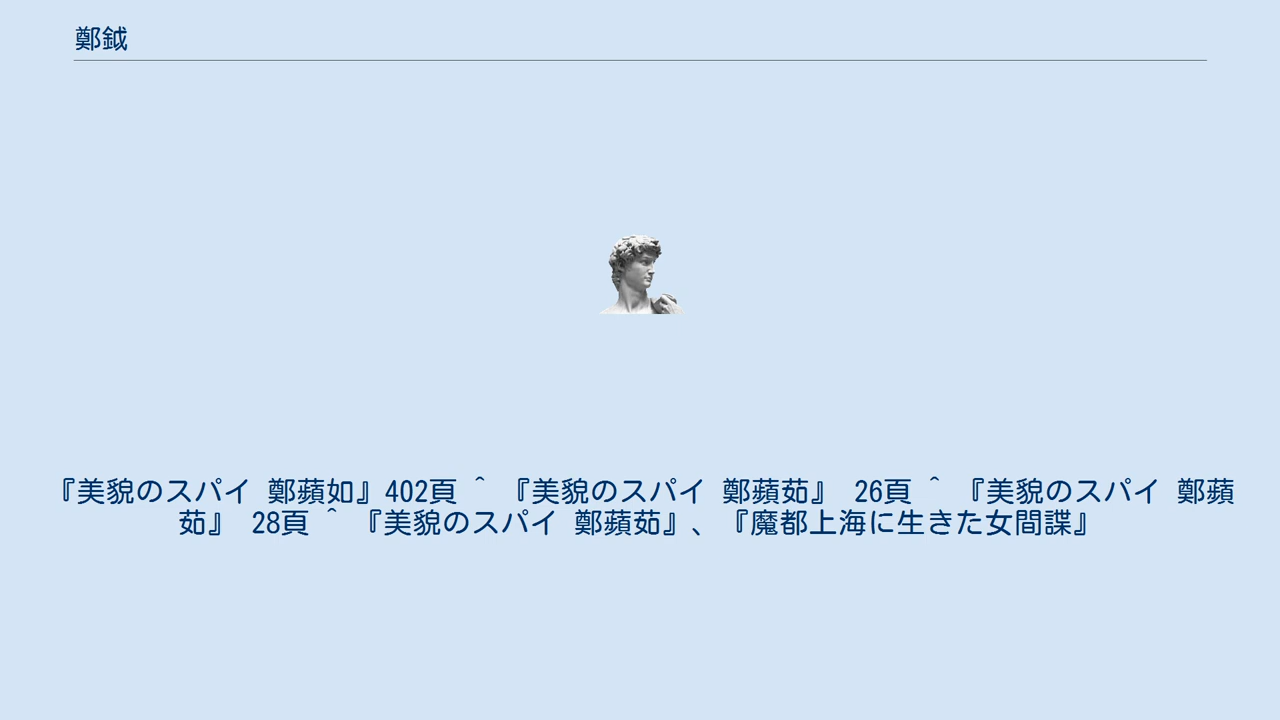 鄭鉞
『美貌のスパイ 鄭蘋如』402頁 ^ 『美貌のスパイ 鄭蘋茹』 26頁 ^ 『美貌のスパイ 鄭蘋
茹』 28頁 ^ 『美貌のスパイ 鄭蘋茹』、『魔都上海に生きた女間諜』